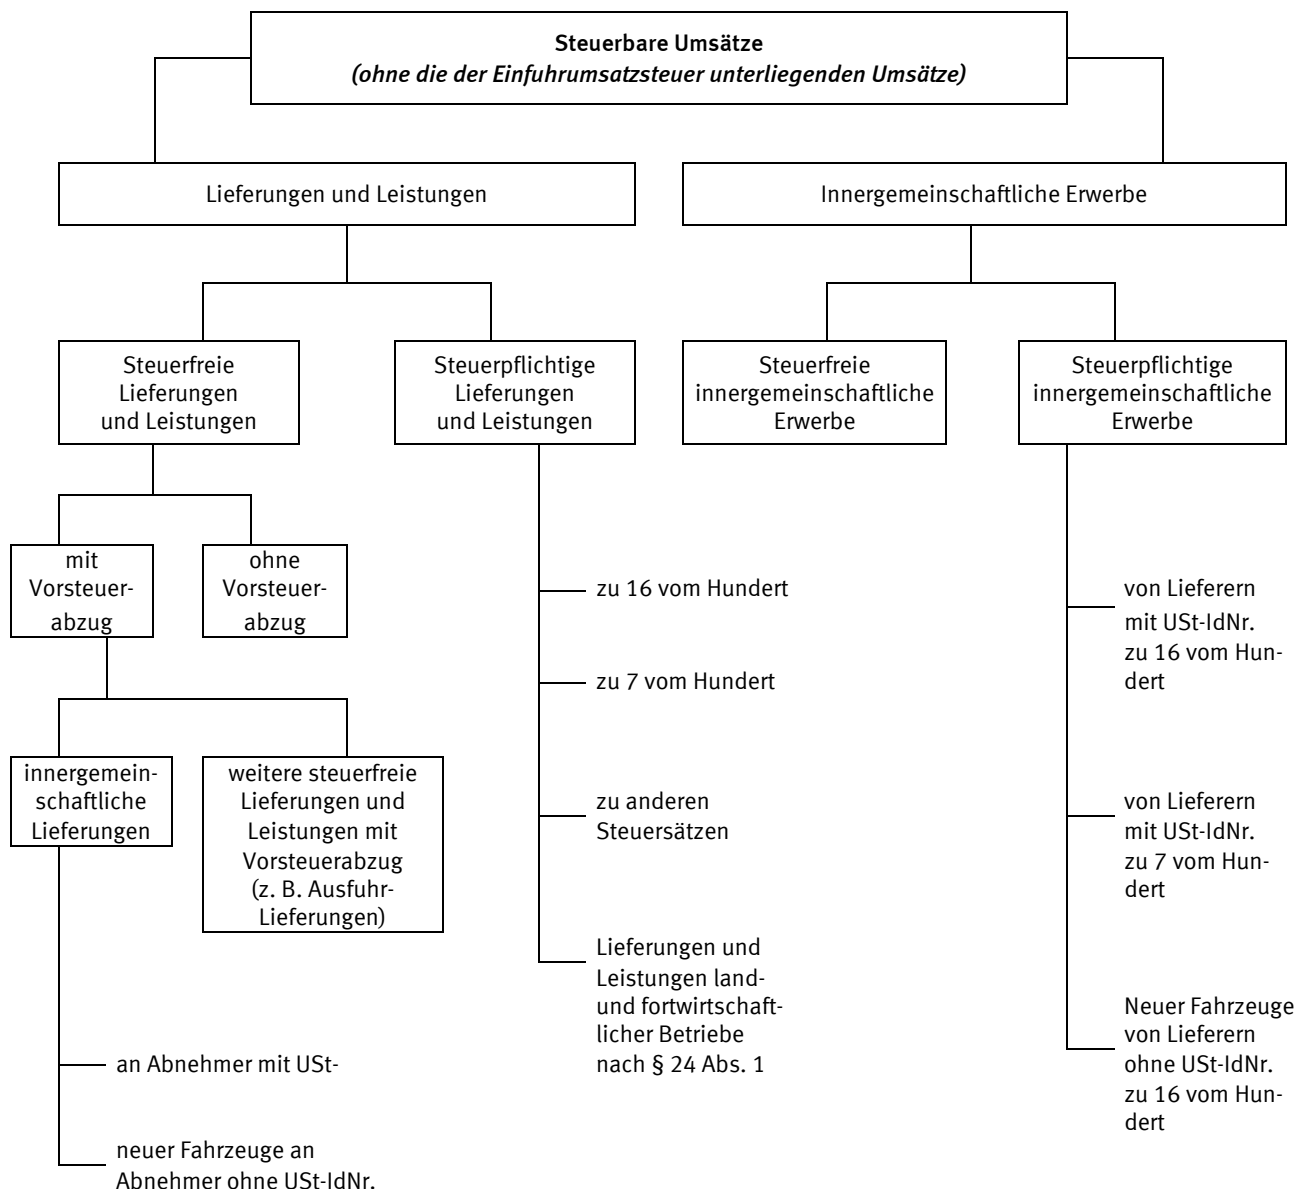 Steuerbare Umsätze
(ohne die der Einfuhrumsatzsteuer unterliegenden Umsätze)
Lieferungen und Leistungen
Innergemeinschaftliche Erwerbe
Steuerfreie
Lieferungen
und Leistungen
Steuerpflichtige
Lieferungen
und Leistungen
Steuerfreie
innergemeinschaftliche
Erwerbe
Steuerpflichtige
innergemeinschaftliche
Erwerbe
mit
Vorsteuer-
abzug
ohne
Vorsteuer-
abzug
innergemein-
schaftliche
Lieferungen
weitere steuerfreie
Lieferungen und
Leistungen mit
Vorsteuerabzug
(z. B. Ausfuhr-
Lieferungen)
an Abnehmer mit USt-
neuer Fahrzeuge an
Abnehmer ohne USt-IdNr.
zu 16 vom Hundert
zu 7 vom Hundert
zu anderen
Steuersätzen
Lieferungen und
Leistungen land-
und fortwirtschaft-
licher Betriebe
nach § 24 Abs. 1
von Lieferern
mit USt-IdNr.
zu 16 vom Hun-
dert
von Lieferern
mit USt-IdNr.
zu 7 vom Hun-
dert
Neuer Fahrzeuge
von Lieferern
ohne USt-IdNr.
zu 16 vom Hun-
dert